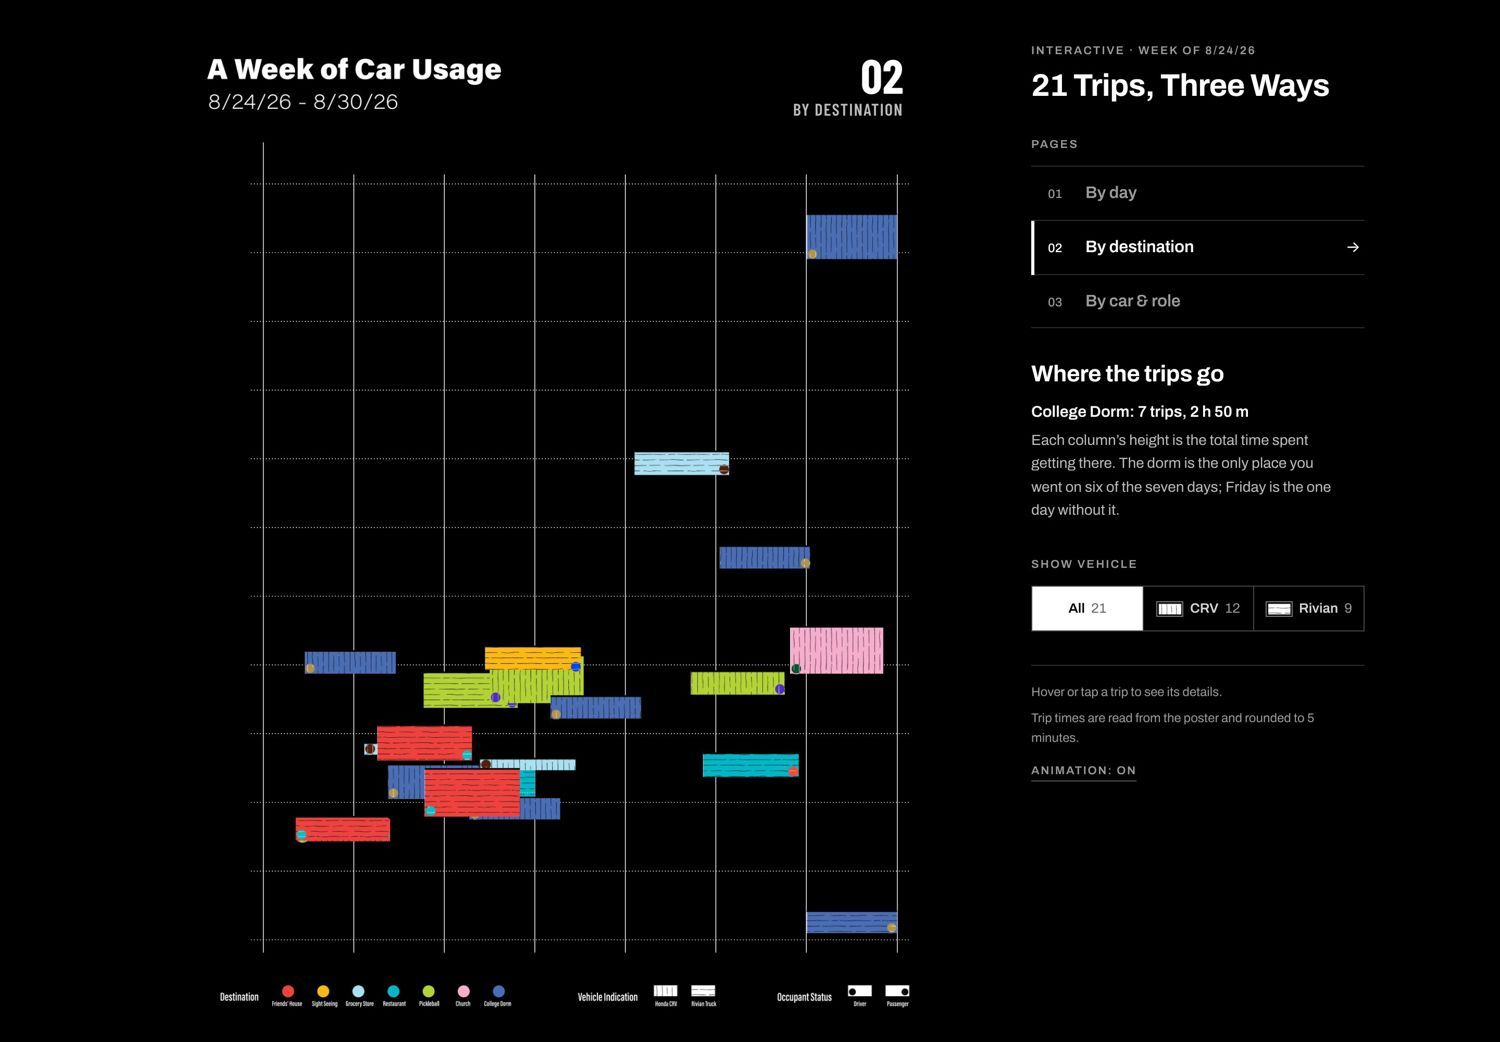 A Week of Car Usage
8/24/26 - 8/30/26
02
BY DESTINATION
INTERACTIVE · WEEK OF 8/24/26
21 Trips, Three Ways
PAGES
01 By day
02 By destination →
03 By car & role
Where the trips go
College Dorm: 7 trips, 2 h 50 m
Each column’s height is the total time spent
getting there. The dorm is the only place you
went on six of the seven days; Friday is the one
day without it.
SHOW VEHICLE
All 21 CRV 12 Rivian 9
Hover or tap a trip to see its details.
Trip times are read from the poster and rounded to 5
minutes.
ANIMATION: ON
Destination
Friends' House Sight Seeing Grocery Store Restaurant Pickleball Church College Dorm
Vehicle Indication
Honda CRV Rivian Truck
Occupant Status
Driver Passenger